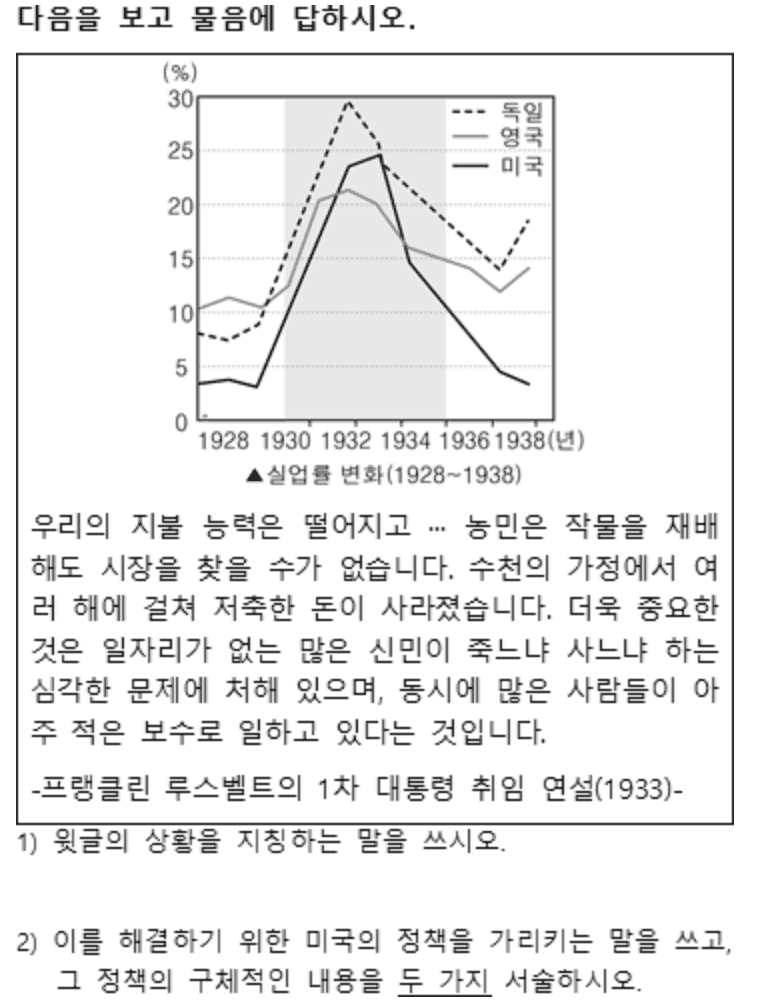 다음을 보고 물음에 답하시오.
(%)
30
25
20
15
10
5
0
독일
영국
미국
1928 1930 1932 1934 1936 1938(년)
▲실업률 변화(1928~1938)
우리의 지불 능력은 떨어지고 … 농민은 작물을 재배
해도 시장을 찾을 수가 없습니다. 수천의 가정에서 여
러 해에 걸쳐 저축한 돈이 사라졌습니다. 더욱 중요한
것은 일자리가 없는 많은 신민이 죽느냐 사느냐 하는
심각한 문제에 처해 있으며, 동시에 많은 사람들이 아
주 적은 보수로 일하고 있다는 것입니다.
-프랭클린 루스벨트의 1차 대통령 취임 연설(1933)-
1) 윗글의 상황을 지칭하는 말을 쓰시오.
2) 이를 해결하기 위한 미국의 정책을 가리키는 말을 쓰고,
그 정책의 구체적인 내용을 두 가지 서술하시오.